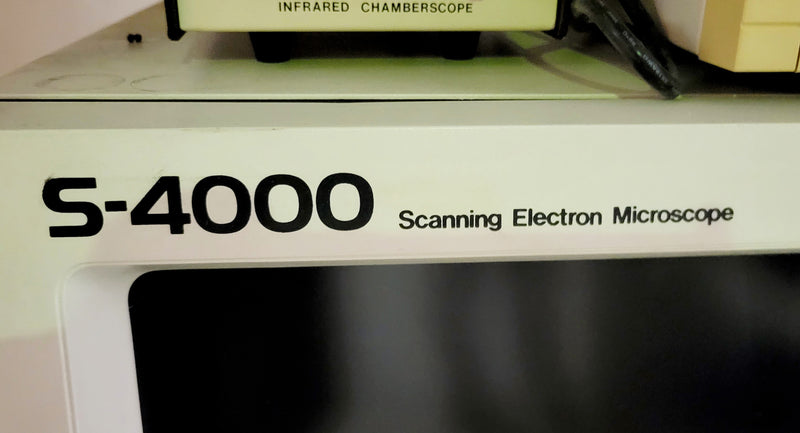 INFRARED CHAMBERSCOPE
S-4000 Scanning Electron Microscope